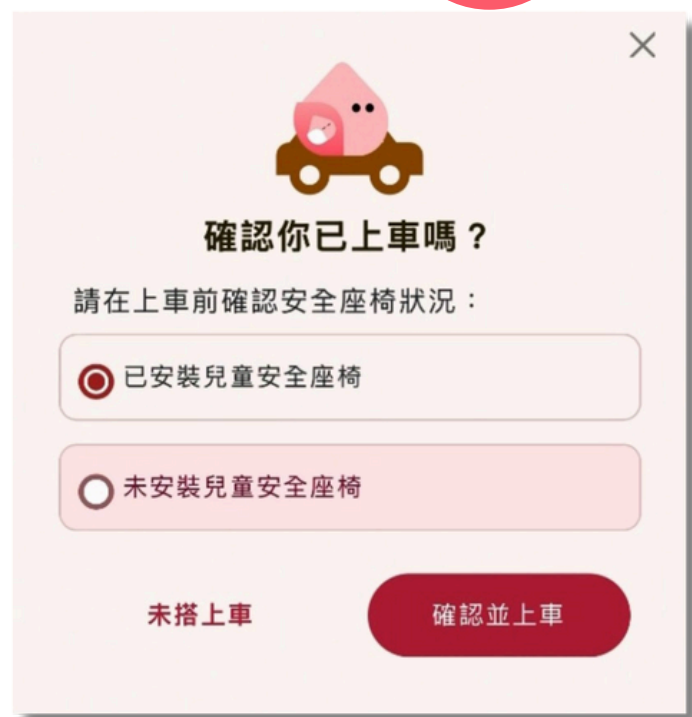 確認你已上車嗎？
請在上車前確認安全座椅狀況：
已安裝兒童安全座椅
未安裝兒童安全座椅
未搭上車
確認並上車